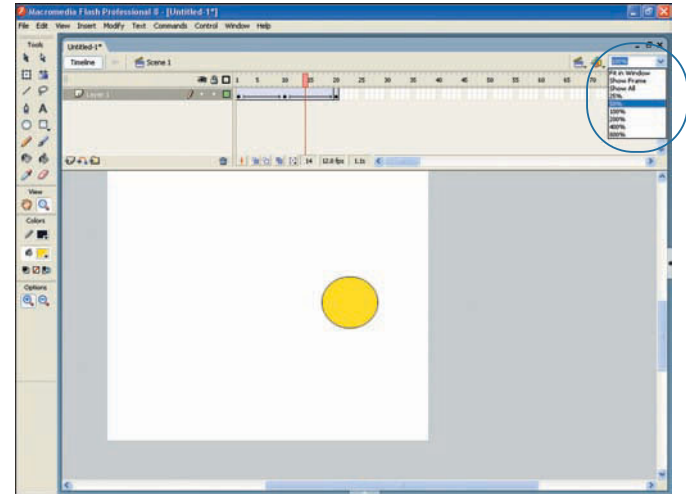 Macromedia Flash Professional 8 - [Untitled-1*]
File Edit View Insert Modify Text Commands Control Window Help
Tools
Untitled-1*
Timeline Scene 1 100%
Fit in Window
Show Frame
Show All
25%
50%
100%
200%
400%
800%
1 5 10 15 20 25 30 35 40 45 50 55 60 65 70
Layer 1
14 12.0 fps 1.1s
View
Colors
Options